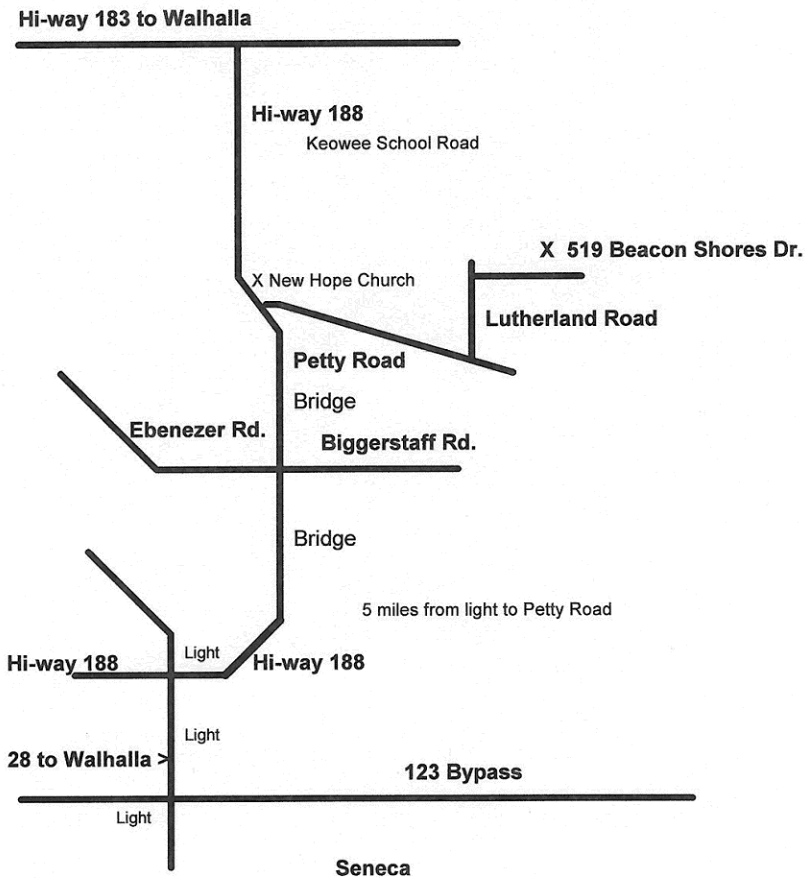 Hi-way 183 to Walhalla
Hi-way 188
Keowee School Road
X 519 Beacon Shores Dr.
X New Hope Church
Lutherland Road
Petty Road
Bridge
Ebenezer Rd.
Biggerstaff Rd.
Bridge
5 miles from light to Petty Road
Light
Hi-way 188
Hi-way 188
Light
28 to Walhalla >
123 Bypass
Light
Seneca